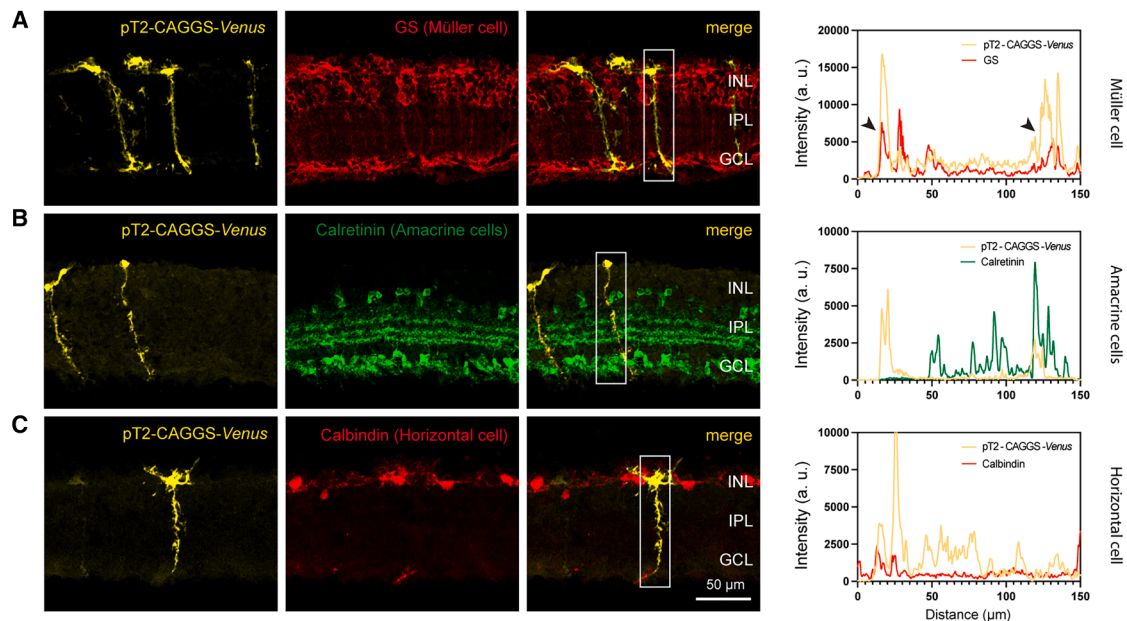 A
pT2-CAGGS-Venus
GS (Müller cell)
merge
INL
IPL
GCL
20000
15000
10000
5000
0
0
50
100
150
Intensity (a. u.)
pT2 - CAGGS -Venus
GS
Müller cell
B
pT2-CAGGS-Venus
Calretinin (Amacrine cells)
merge
INL
IPL
GCL
10000
7500
5000
2500
0
0
50
100
150
Intensity (a. u.)
pT2 - CAGGS -Venus
Calretinin
Amacrine cells
C
pT2-CAGGS-Venus
Calbindin (Horizontal cell)
merge
INL
IPL
GCL
50 µm
10000
7500
5000
2500
0
0
50
100
150
Intensity (a. u.)
pT2 - CAGGS -Venus
Calbindin
Distance (µm)
Horizontal cell